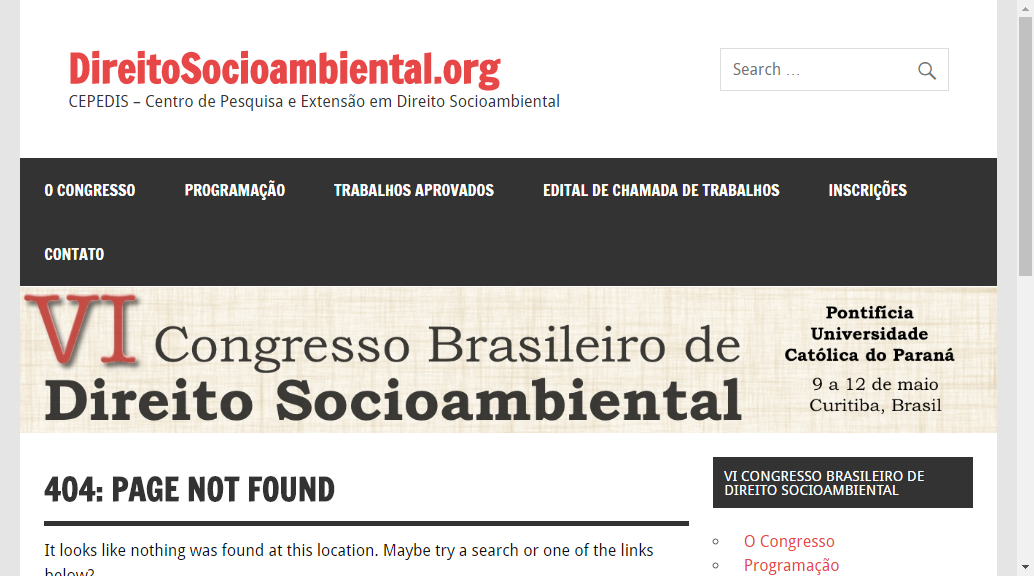 DireitoSocioambiental.org
CEPEDIS – Centro de Pesquisa e Extensão em Direito Socioambiental
Search …
O CONGRESSO
PROGRAMAÇÃO
TRABALHOS APROVADOS
EDITAL DE CHAMADA DE TRABALHOS
INSCRIÇÕES
CONTATO
VI Congresso Brasileiro de
Direito Socioambiental
Pontifícia
Universidade
Católica do Paraná
9 a 12 de maio
Curitiba, Brasil
404: PAGE NOT FOUND
It looks like nothing was found at this location. Maybe try a search or one of the links
below?
VI CONGRESSO BRASILEIRO DE
DIREITO SOCIOAMBIENTAL
O Congresso
Programação